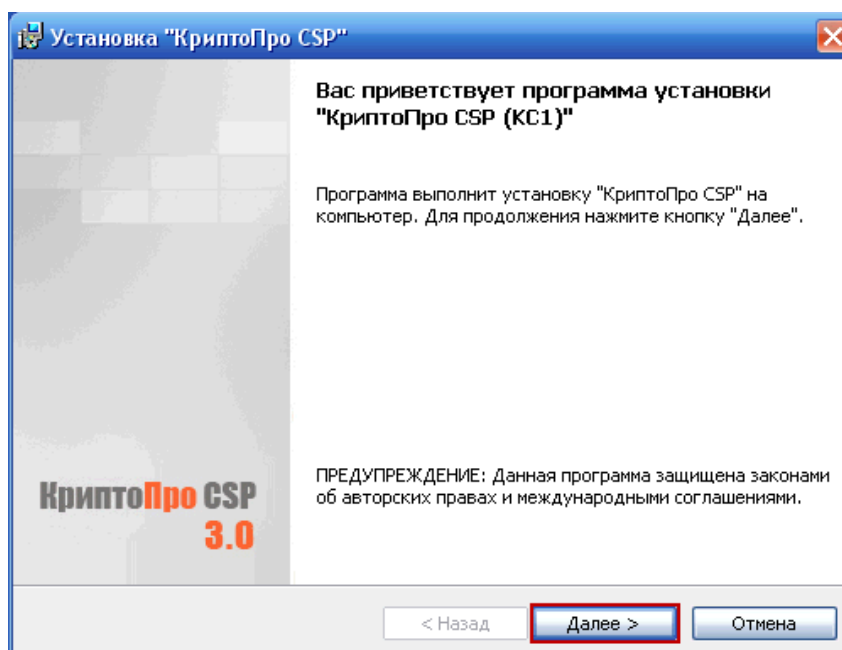 Установка "КриптоПро CSP"
Вас приветствует программа установки
"КриптоПро CSP (KC1)"
Программа выполнит установку "КриптоПро CSP" на
компьютер. Для продолжения нажмите кнопку "Далее".
ПРЕДУПРЕЖДЕНИЕ: Данная программа защищена законами
об авторских правах и международными соглашениями.
КриптоПро CSP
3.0
< Назад
Далее >
Отмена